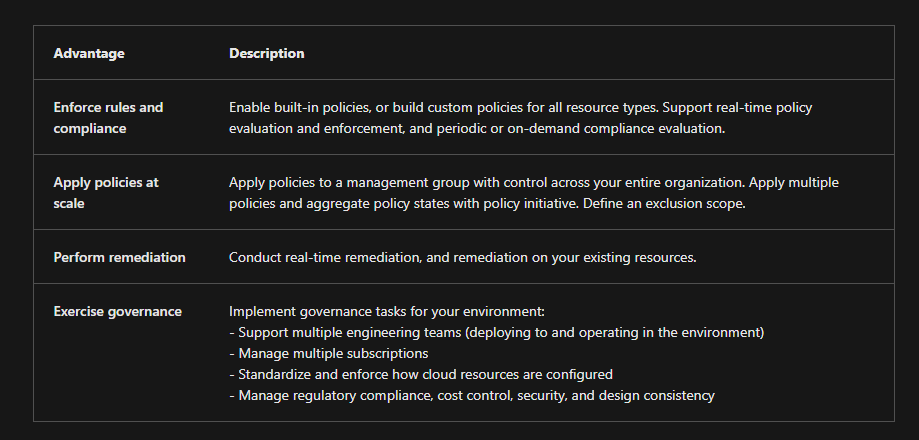 Advantage Description
Enforce rules and Enable built-in policies, or build custom policies for all resource types. Support real-time policy
compliance evaluation and enforcement, and periodic or on-demand compliance evaluation.
Apply policies at Apply policies to a management group with control across your entire organization. Apply multiple
scale policies and aggregate policy states with policy initiative. Define an exclusion scope.
Perform remediation Conduct real-time remediation, and remediation on your existing resources.
Exercise governance Implement governance tasks for your environment:
- Support multiple engineering teams (deploying to and operating in the environment)
- Manage multiple subscriptions
- Standardize and enforce how cloud resources are configured
- Manage regulatory compliance, cost control, security, and design consistency